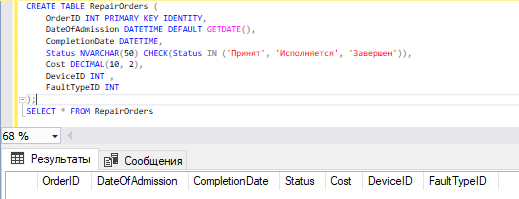 CREATE TABLE RepairOrders (
OrderID INT PRIMARY KEY IDENTITY,
DateOfAdmission DATETIME DEFAULT GETDATE(),
CompletionDate DATETIME,
Status NVARCHAR(50) CHECK(Status IN ('Принят', 'Исполняется', 'Завершен')),
Cost DECIMAL(10, 2),
DeviceID INT ,
FaultTypeID INT
);
SELECT * FROM RepairOrders
68 %
Результаты Сообщения
OrderID DateOfAdmission CompletionDate Status Cost DeviceID FaultTypeID